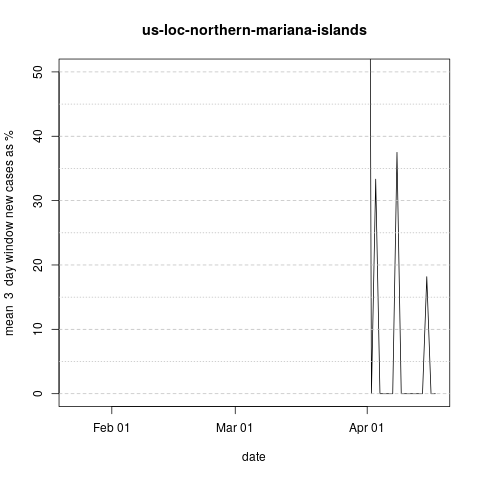 us-loc-northern-mariana-islands
mean  3  day window new cases as %
50
40
30
20
10
0
Feb 01
Mar 01
Apr 01
date